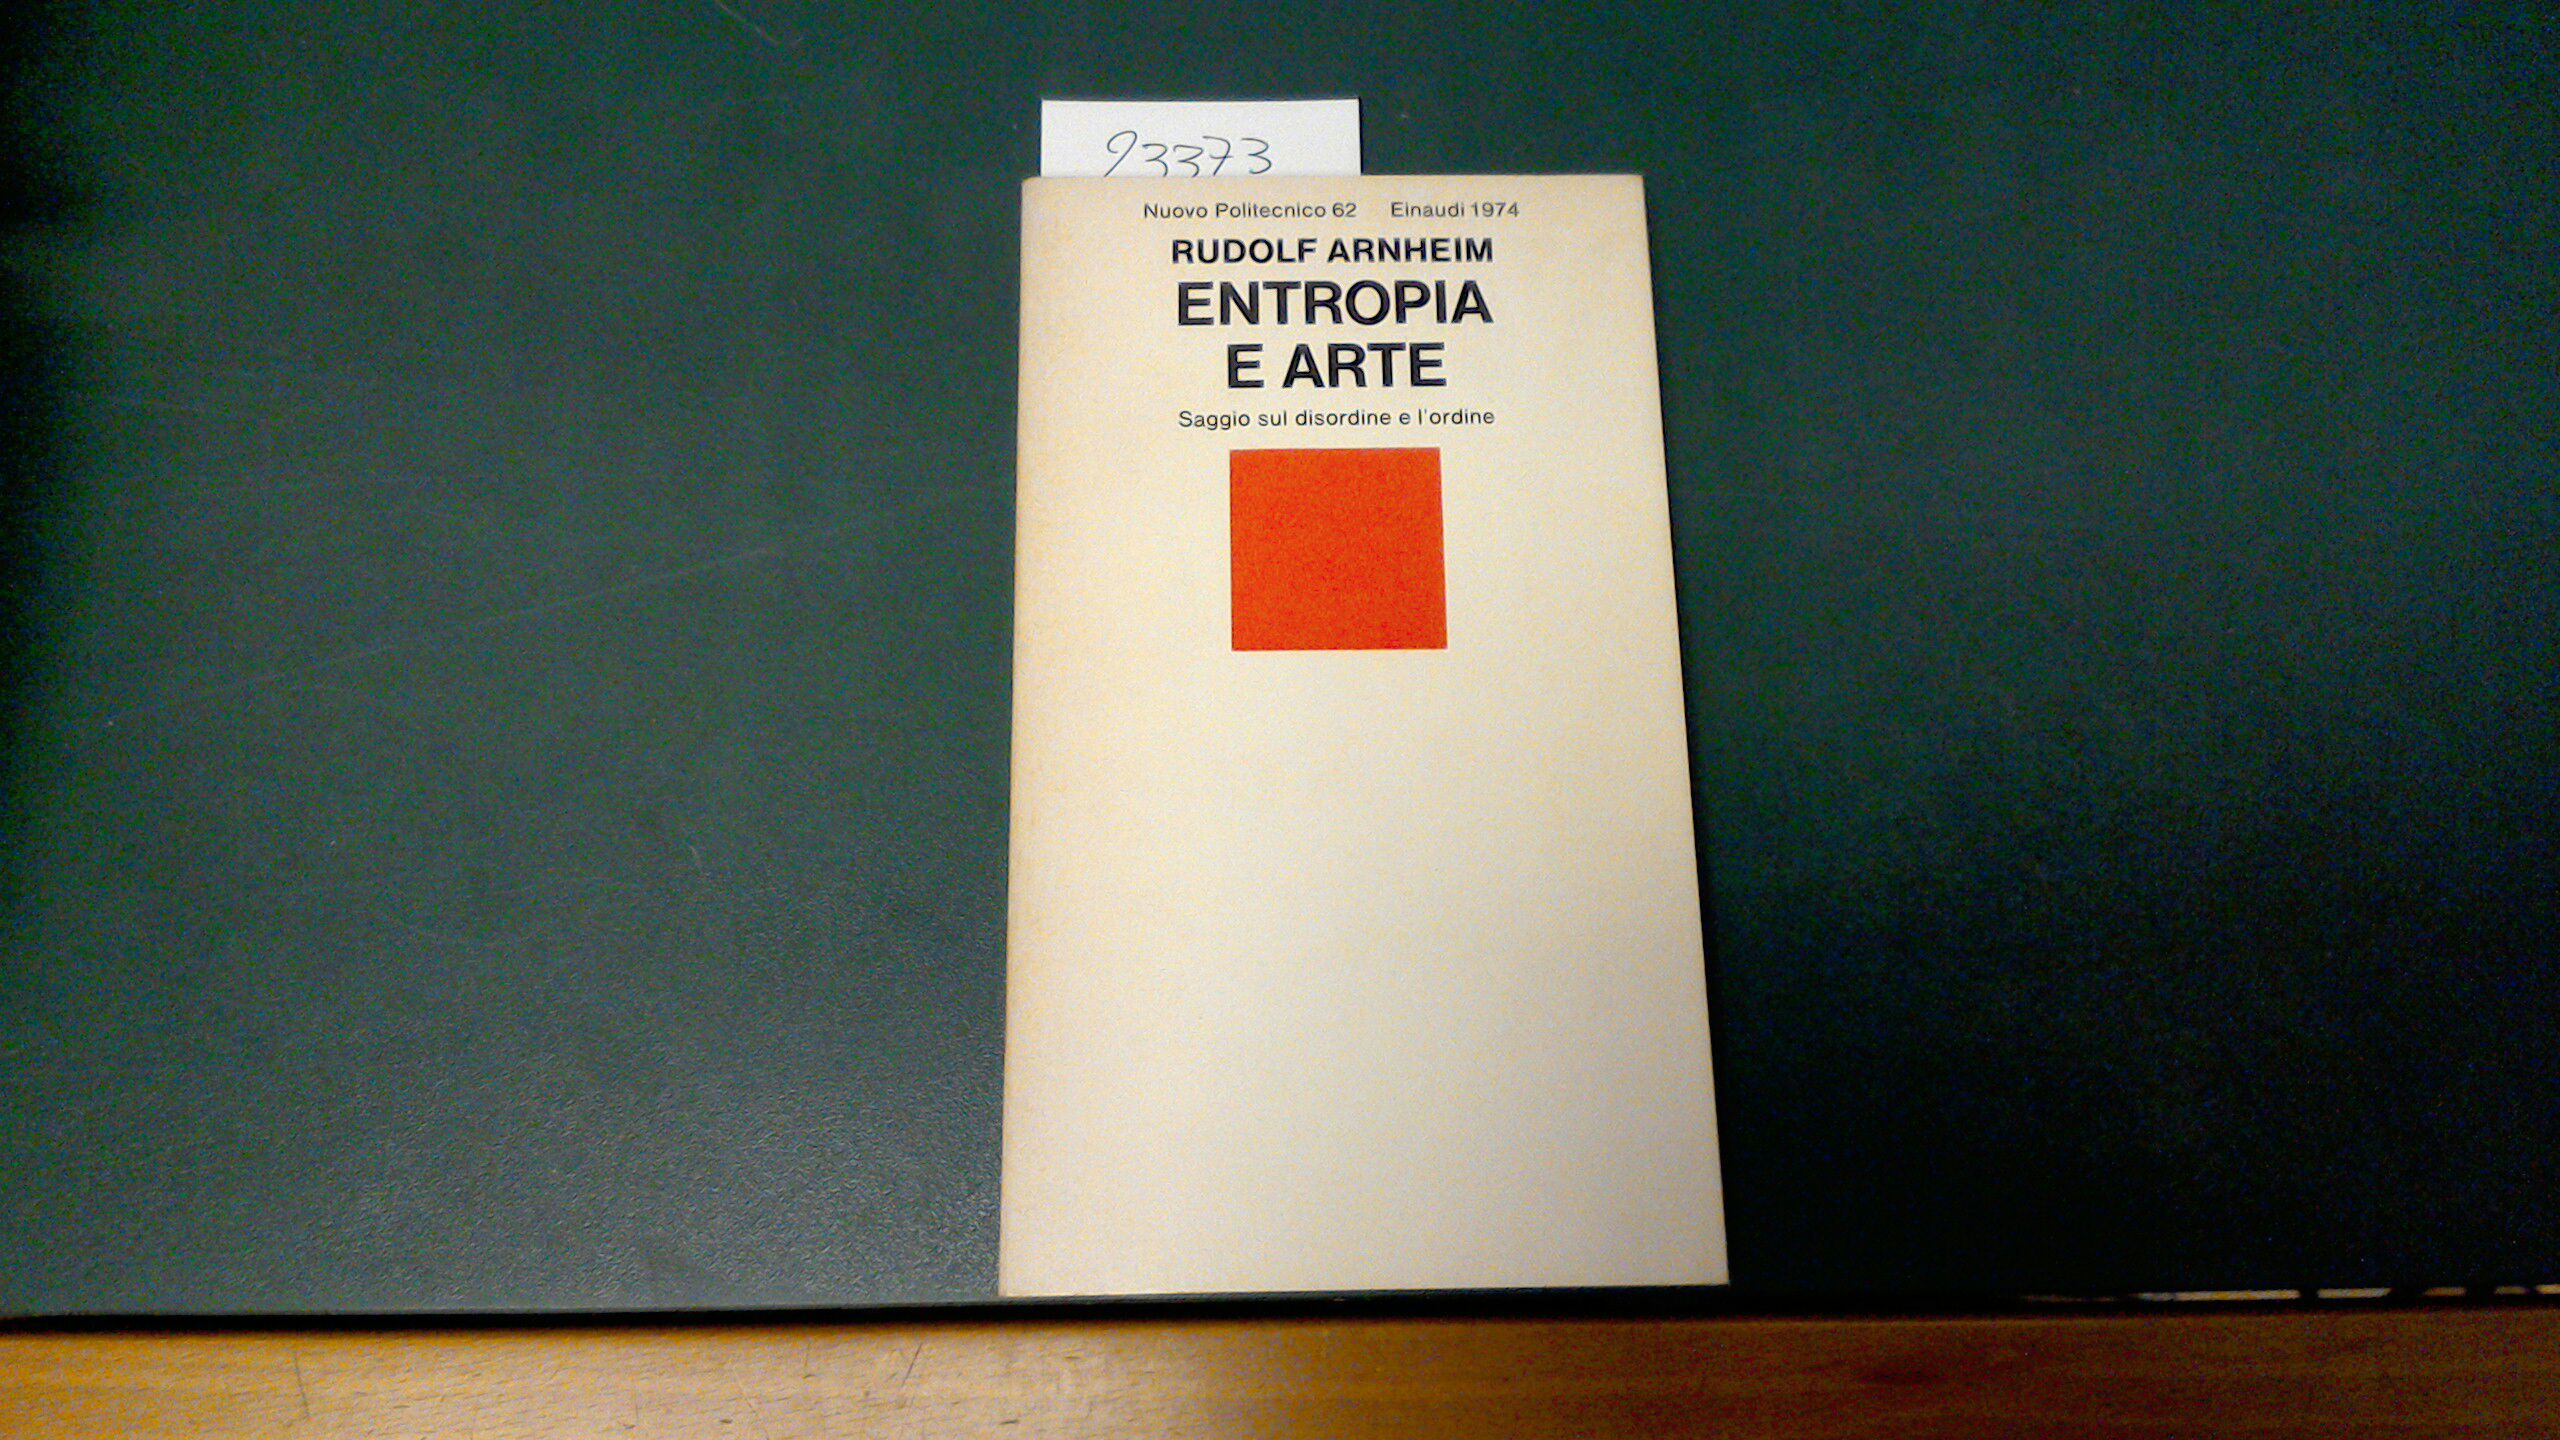 93373
Nuovo Politecnico 62 Einaudi 1974
RUDOLF ARNHEIM
ENTROPIA
E ARTE
Saggio sul disordine e l'ordine